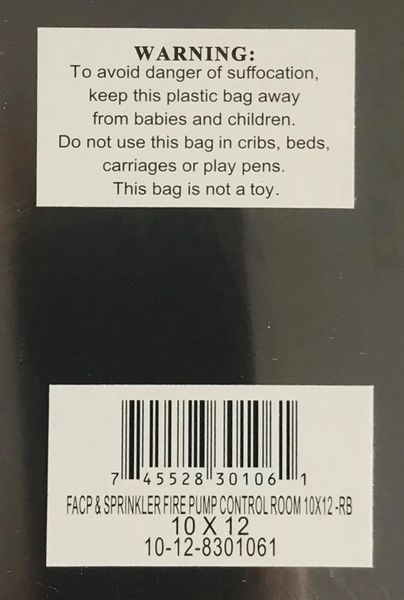 WARNING:
To avoid danger of suffocation,
keep this plastic bag away
from babies and children.
Do not use this bag in cribs, beds,
carriages or play pens.
This bag is not a toy.
7 45528 30106 1
FACP & SPRINKLER FIRE PUMP CONTROL ROOM 10X12 -RB
10 X 12
10-12-8301061